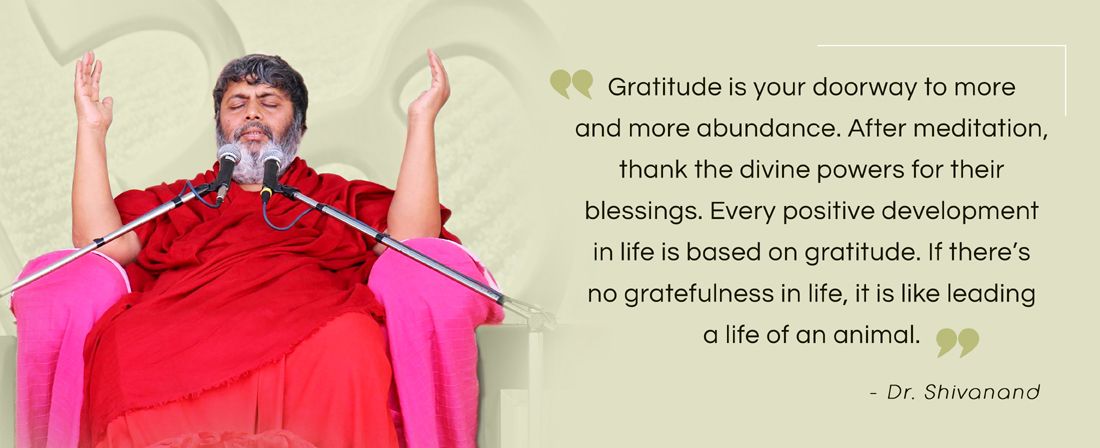 ❝ Gratitude is your doorway to more
and more abundance. After meditation,
thank the divine powers for their
blessings. Every positive development
in life is based on gratitude. If there’s
no gratefulness in life, it is like leading
a life of an animal. ❞
- Dr. Shivanand